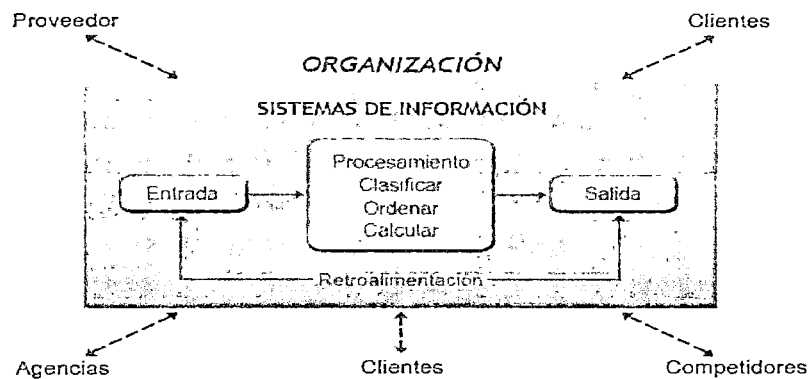 Proveedor
Clientes
ORGANIZACIÓN
SISTEMAS DE INFORMACIÓN
Entrada
Procesamiento
Clasificar
Ordenar
Calcular
Salida
Retroalimentación
Agencias
Clientes
Competidores